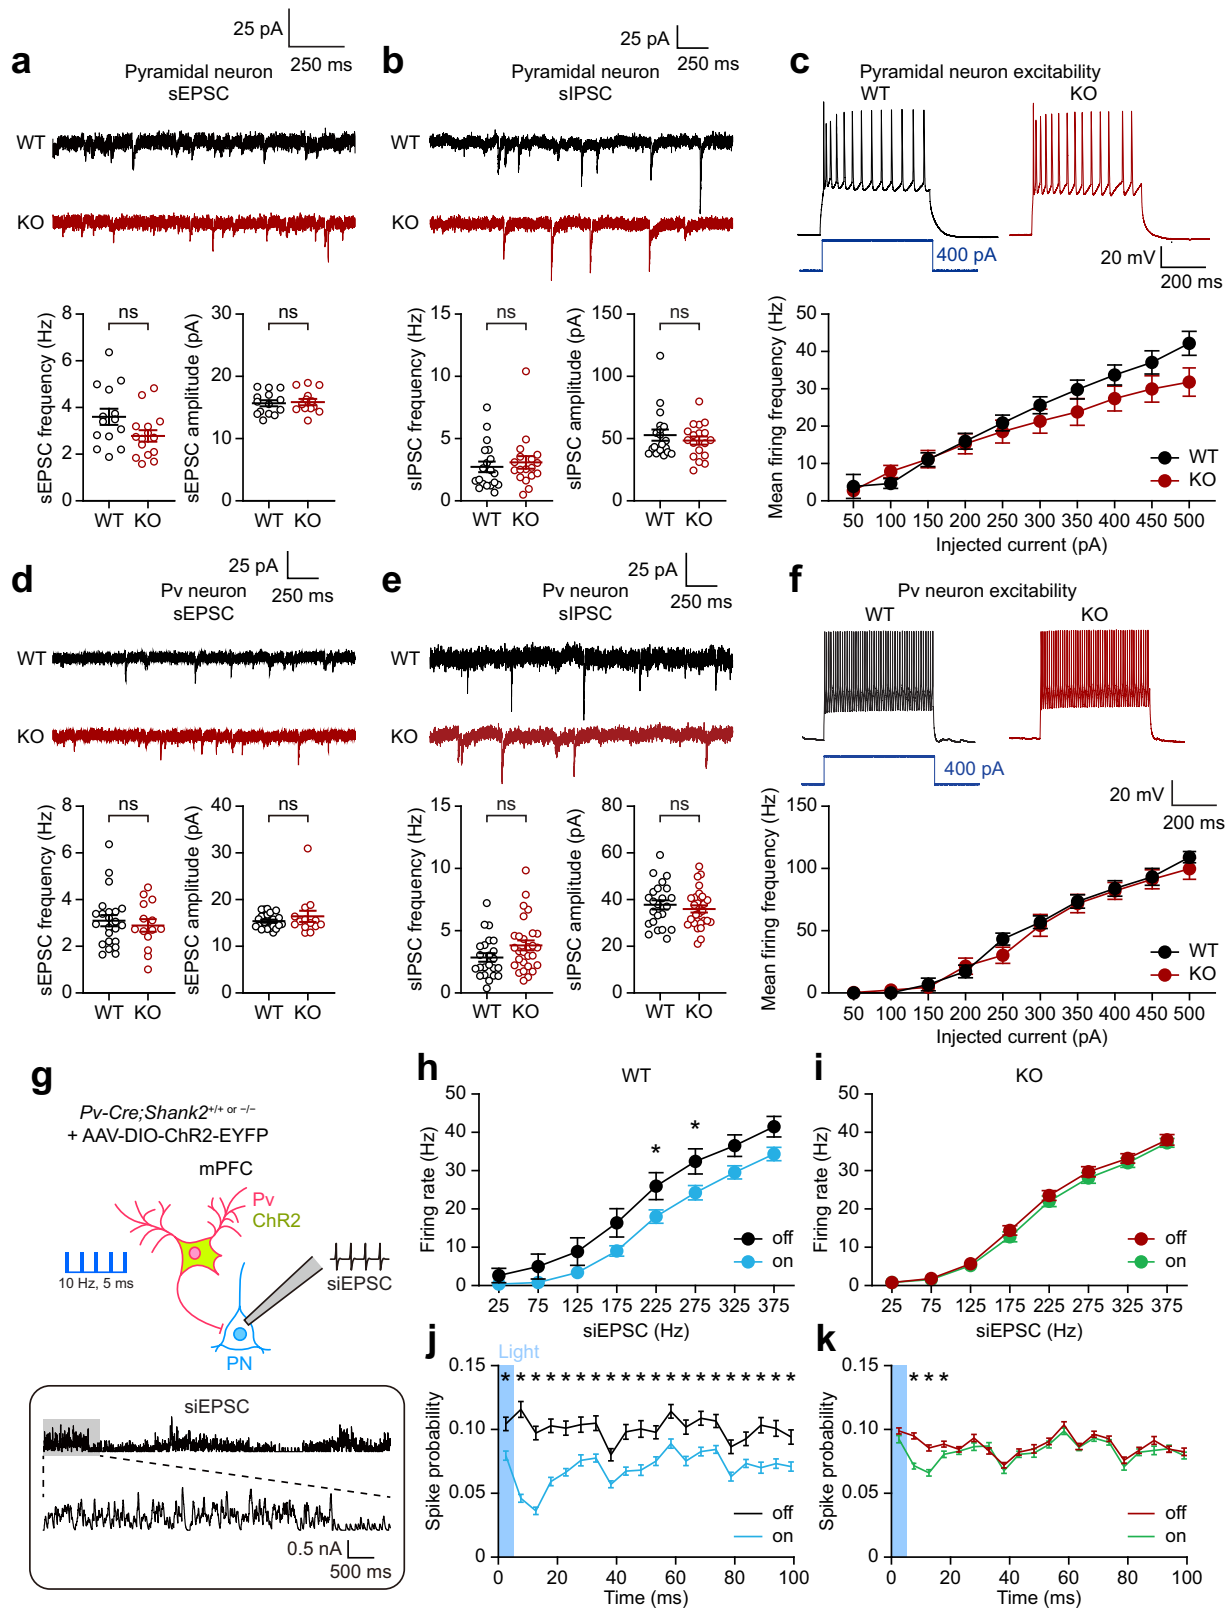 a
25 pA
250 ms
Pyramidal neuron
sEPSC
WT
KO
sEPSC frequency (Hz)
8
6
4
2
0
ns
WT KO
sEPSC amplitude (pA)
30
20
10
0
ns
WT KO
b
25 pA
250 ms
Pyramidal neuron
sIPSC
WT
KO
sIPSC frequency (Hz)
15
10
5
0
ns
WT KO
sIPSC amplitude (pA)
150
100
50
0
ns
WT KO
c
Pyramidal neuron excitability
WT
KO
400 pA
20 mV
200 ms
Mean firing frequency (Hz)
50
40
30
20
10
0
WT
KO
50 100 150 200 250 300 350 400 450 500
Injected current (pA)
d
25 pA
250 ms
Pv neuron
sEPSC
WT
KO
sEPSC frequency (Hz)
8
6
4
2
0
ns
WT KO
sEPSC amplitude (pA)
40
30
20
10
0
ns
WT KO
e
25 pA
250 ms
Pv neuron
sIPSC
WT
KO
sIPSC frequency (Hz)
15
10
5
0
ns
WT KO
sIPSC amplitude (pA)
80
60
40
20
0
ns
WT KO
f
Pv neuron excitability
WT
KO
400 pA
20 mV
200 ms
Mean firing frequency (Hz)
150
100
50
0
WT
KO
50 100 150 200 250 300 350 400 450 500
Injected current (pA)
g
Pv-Cre;Shank2+/+ or −/−
+ AAV-DIO-ChR2-EYFP
mPFC
Pv
ChR2
10 Hz, 5 ms
siEPSC
PN
siEPSC
0.5 nA
500 ms
h
WT
Firing rate (Hz)
50
40
30
20
10
0
* *
off
on
25 75 125 175 225 275 325 375
siEPSC (Hz)
i
KO
Firing rate (Hz)
50
40
30
20
10
0
off
on
25 75 125 175 225 275 325 375
siEPSC (Hz)
j
Light
Spike probability
0.15
0.10
0.05
0
* * * * * * * * * * * * * * * * * * * *
off
on
0 20 40 60 80 100
Time (ms)
k
Spike probability
0.15
0.10
0.05
0
* * *
off
on
0 20 40 60 80 100
Time (ms)